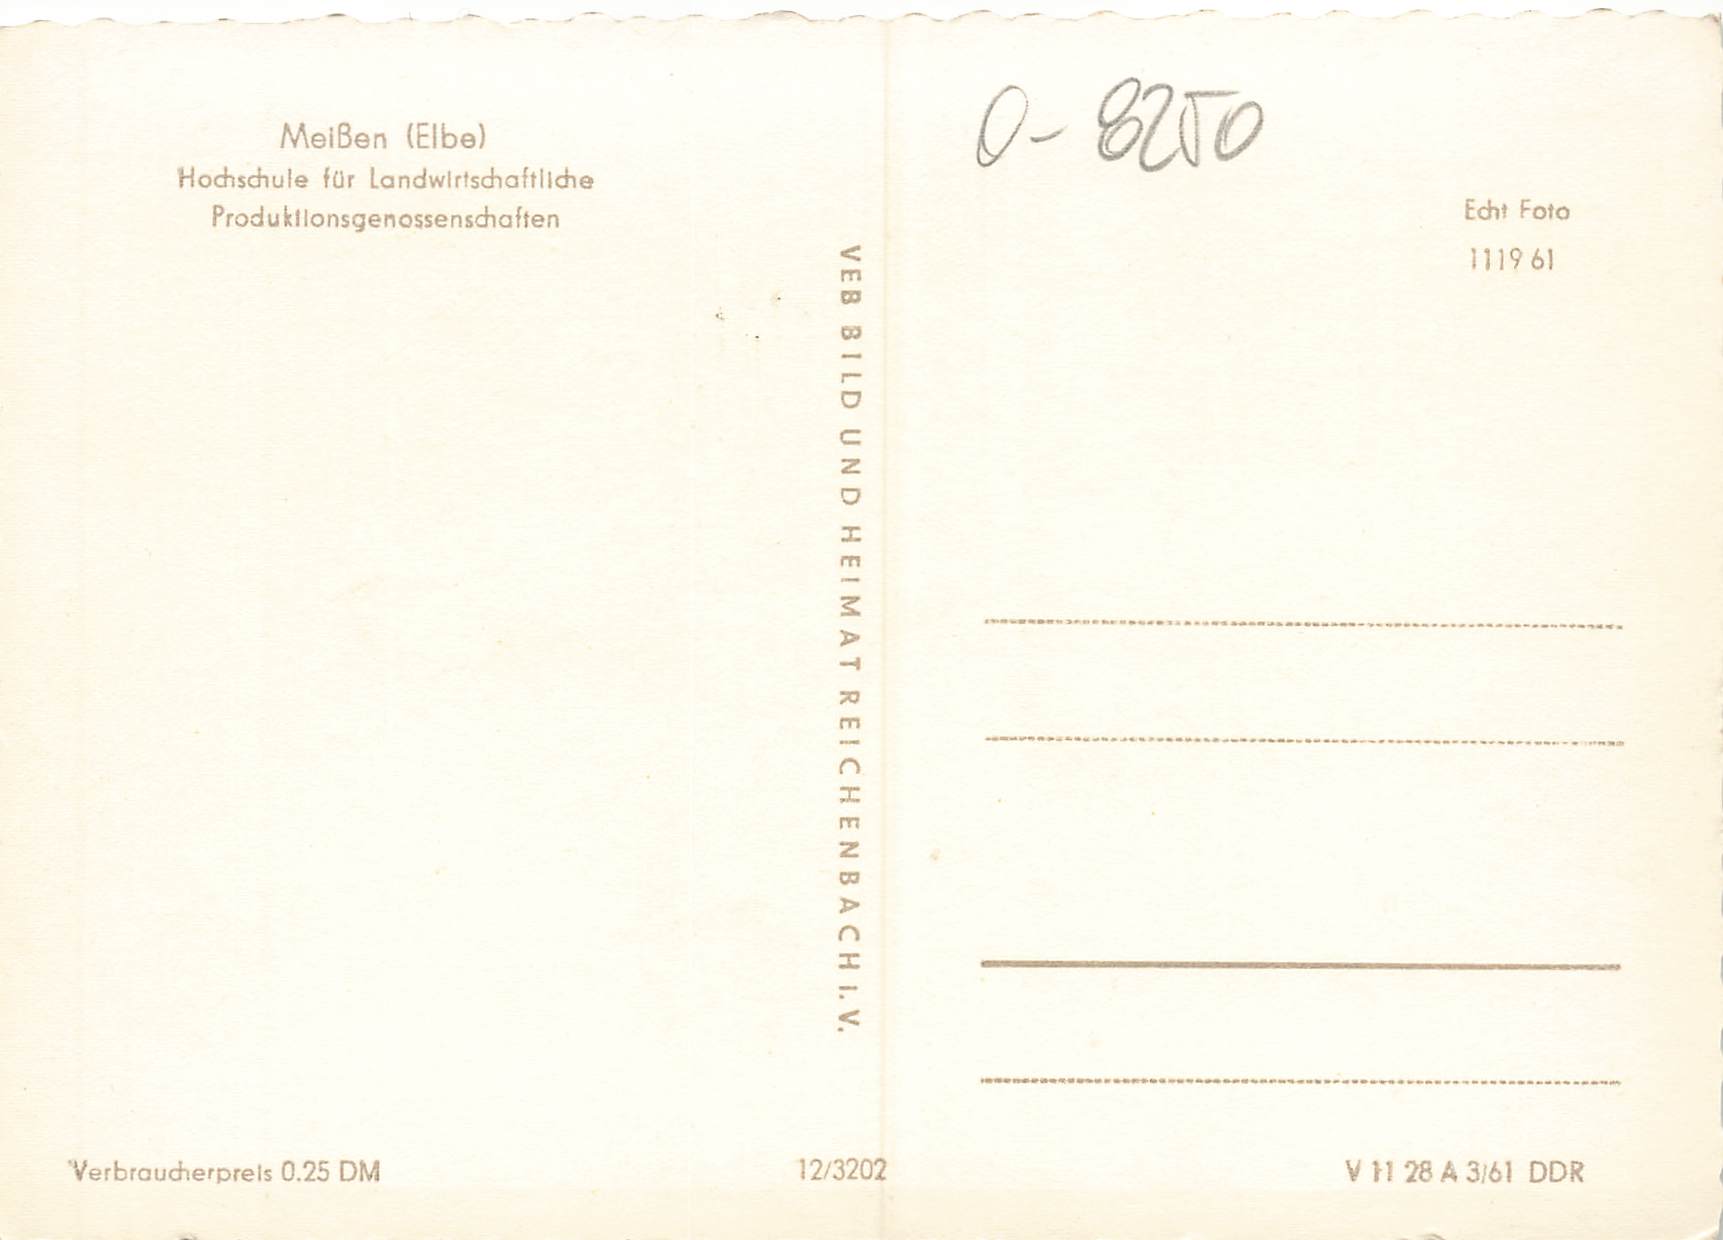 Meißen (Elbe)
Hochschule für Landwirtschaftliche
Produktionsgenossenschaften
VEB BILD UND HEIMAT REICHENBACH I. V.
O - 8250
Echt Foto
1119 61
Verbraucherpreis 0.25 DM
12/3202
V 11 28 A 3/61 DDR